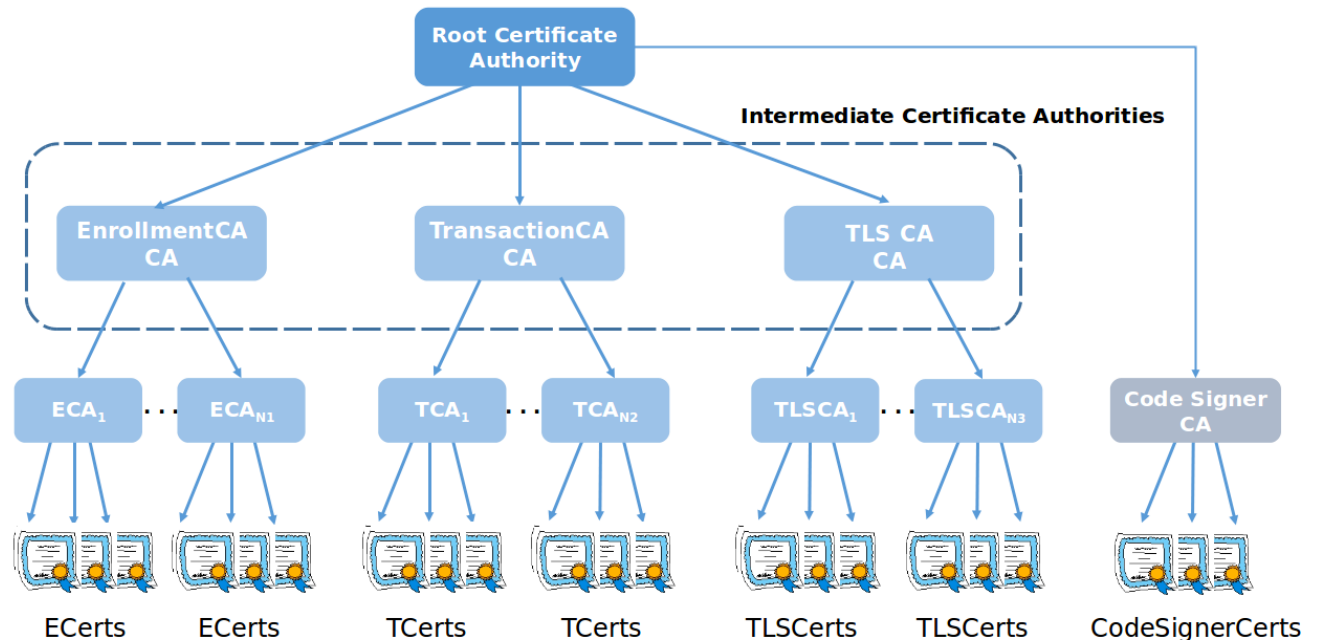 Root Certificate
Authority
Intermediate Certificate Authorities
EnrollmentCA
CA
TransactionCA
CA
TLS CA
CA
ECA₁ . . . ECAN1
TCA₁ . . . TCAN2
TLSCA₁ . . . TLSCAN3
Code Signer
CA
ECerts ECerts TCerts TCerts TLSCerts TLSCerts CodeSignerCerts